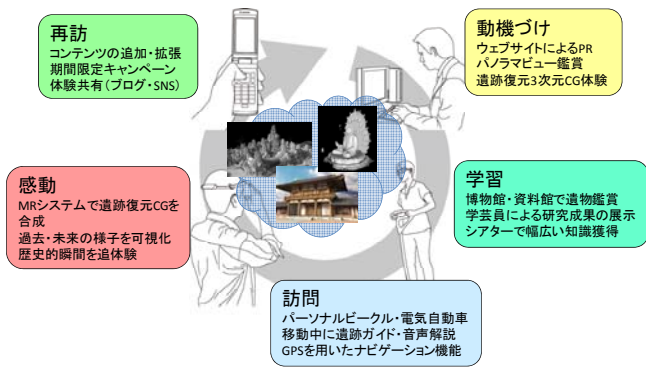 再訪
コンテンツの追加・拡張
期間限定キャンペーン
体験共有（ブログ・SNS）
動機づけ
ウェブサイトによるPR
パノラマビュー鑑賞
遺跡復元3次元CG体験
感動
MRシステムで遺跡復元CGを
合成
過去・未来の様子を可視化
歴史的瞬間を追体験
学習
博物館・資料館で遺物鑑賞
学芸員による研究成果の展示
シアターで幅広い知識獲得
訪問
パーソナルビークル・電気自動車
移動中に遺跡ガイド・音声解説
GPSを用いたナビゲーション機能